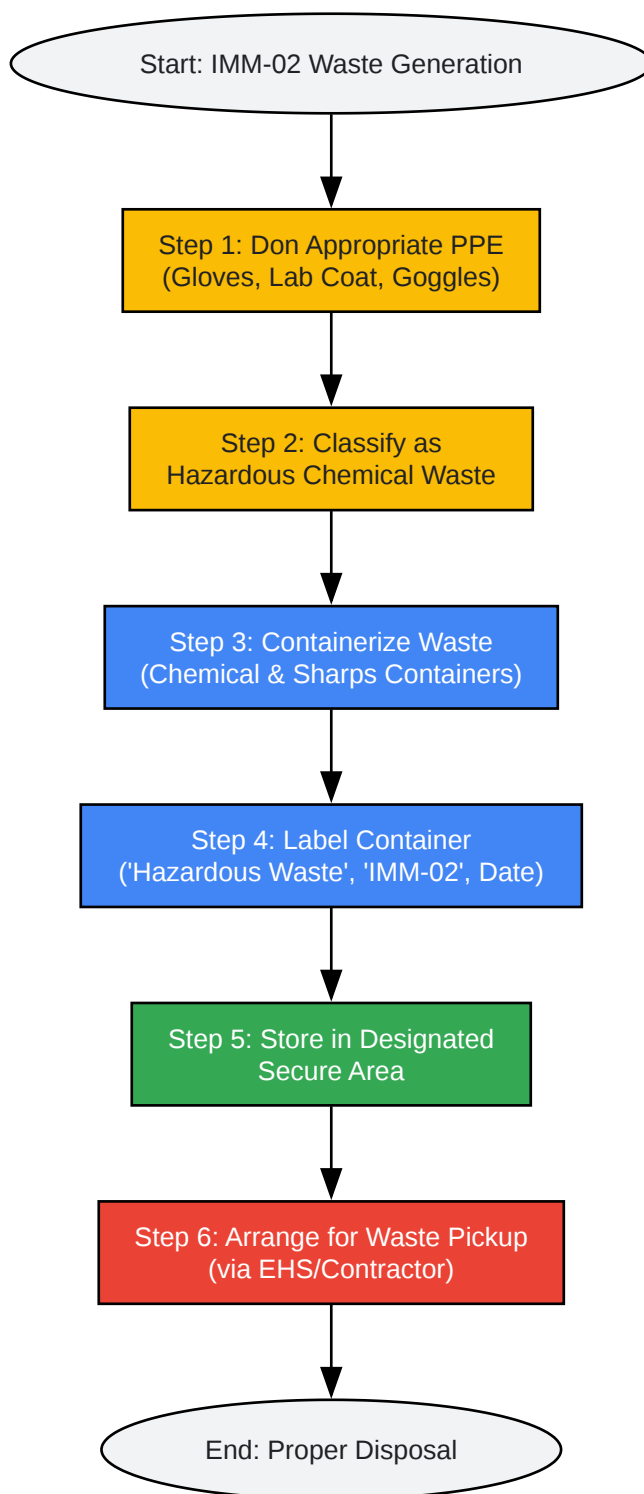 Start: IMM-02 Waste Generation
Step 1: Don Appropriate PPE
(Gloves, Lab Coat, Goggles)
Step 2: Classify as
Hazardous Chemical Waste
Step 3: Containerize Waste
(Chemical & Sharps Containers)
Step 4: Label Container
('Hazardous Waste', 'IMM-02', Date)
Step 5: Store in Designated
Secure Area
Step 6: Arrange for Waste Pickup
(via EHS/Contractor)
End: Proper Disposal